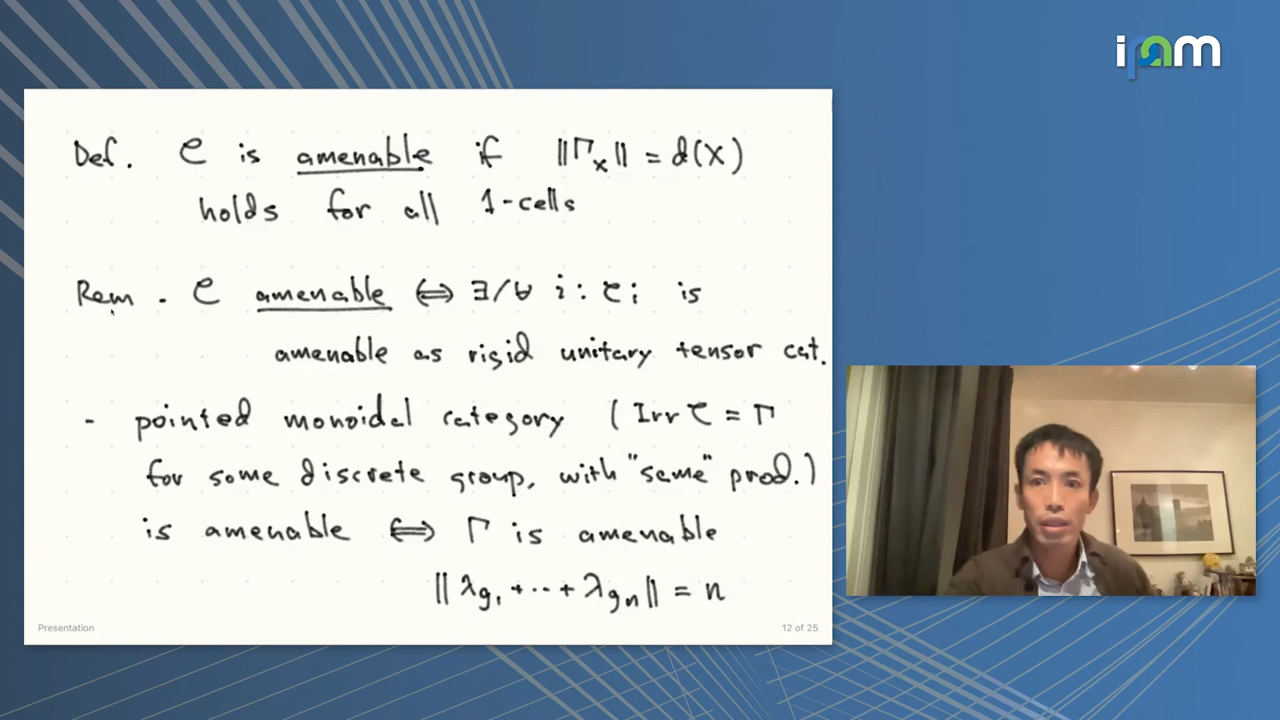 ipam
Def. C is amenable if ||Γ_x|| = d(X)
holds for all 1-cells
Rem. C amenable ⇔ ∃/∀ i : C_i is
amenable as rigid unitary tensor cat.
- pointed monoidal category (Irr C = Γ
for some discrete group, with "same" prod.)
is amenable ⇔ Γ is amenable
||λ_{g_1} + ··· + λ_{g_n}|| = n
Presentation
12 of 25